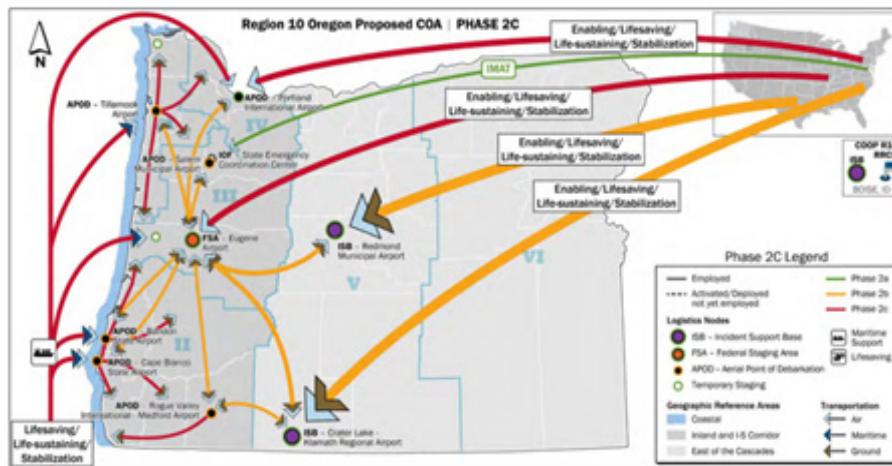 Region 10 Oregon Proposed COA | PHASE 2C
N
Enabling/Lifesaving/
Life-sustaining/Stabilization
IMAT
APOD – Tillamook
Airport
APOD – Portland
International Airport
Enabling/Lifesaving/
Life-sustaining/Stabilization
IV
APOD – Salem
Municipal Airport
IOF – State Emergency
Coordination Center
Enabling/Lifesaving/
Life-sustaining/Stabilization
COOP
ISB
BOISE, ID
III
Enabling/Lifesaving/
Life-sustaining/Stabilization
FSA – Eugene
Airport
ISB – Redmond
Municipal Airport
V
VI
Phase 2C Legend
Employed
Activated/Deployed
not yet employed
Phase 2a
Phase 2b
Phase 2c
Logistics Nodes
ISB – Incident Support Base
FSA – Federal Staging Area
APOD – Aerial Point of Debarkation
Temporary Staging
Maritime
Support
Lifesaving
APOD – Bandon
State Airport
II
APOD – Cape Blanco
State Airport
APOD – Rogue Valley
International - Medford Airport
ISB – Crater Lake -
Klamath Regional Airport
Geographic Reference Areas
Coastal
Inland and I-5 Corridor
East of the Cascades
Transportation
Air
Maritime
Ground
Lifesaving/
Life-sustaining/
Stabilization